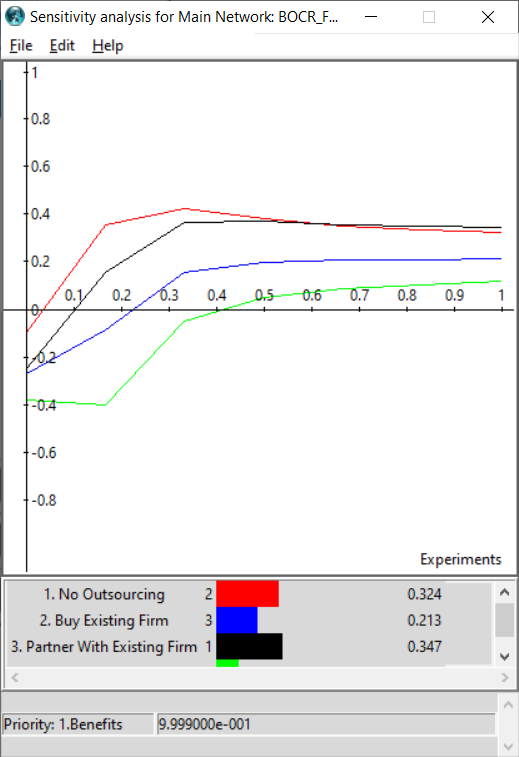 Sensitivity analysis for Main Network: BOCR_F...
File Edit Help
1
0.8
0.6
0.4
0.2
0.1 0.2 0.3 0.4 0.5 0.6 0.7 0.8 0.9 1
0
-0.2
-0.4
-0.6
-0.8
Experiments
1. No Outsourcing 2 0.324
2. Buy Existing Firm 3 0.213
3. Partner With Existing Firm 1 0.347
Priority: 1.Benefits 9.999000e-001